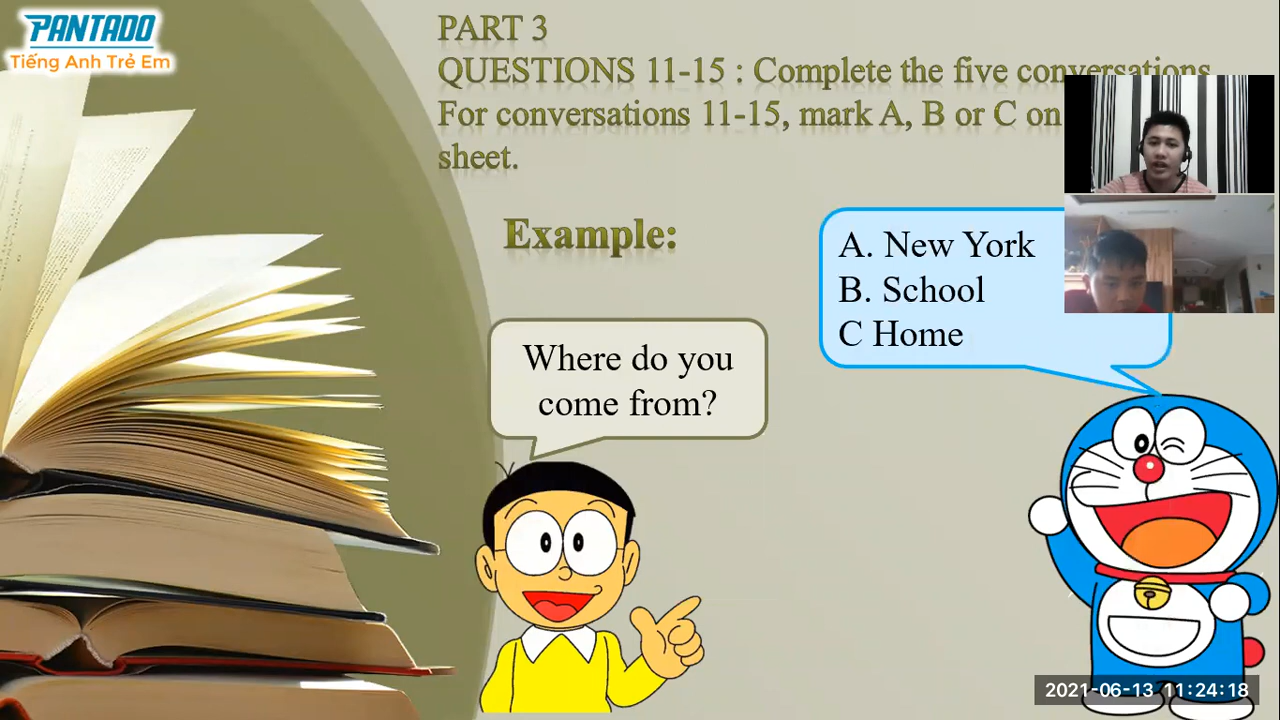 PANTADO
Tiếng Anh Trẻ Em
PART 3
QUESTIONS 11-15 : Complete the five conversations.
For conversations 11-15, mark A, B or C on
sheet.
Example:
A. New York
B. School
C Home
Where do you
come from?
2021-06-13 11:24:18